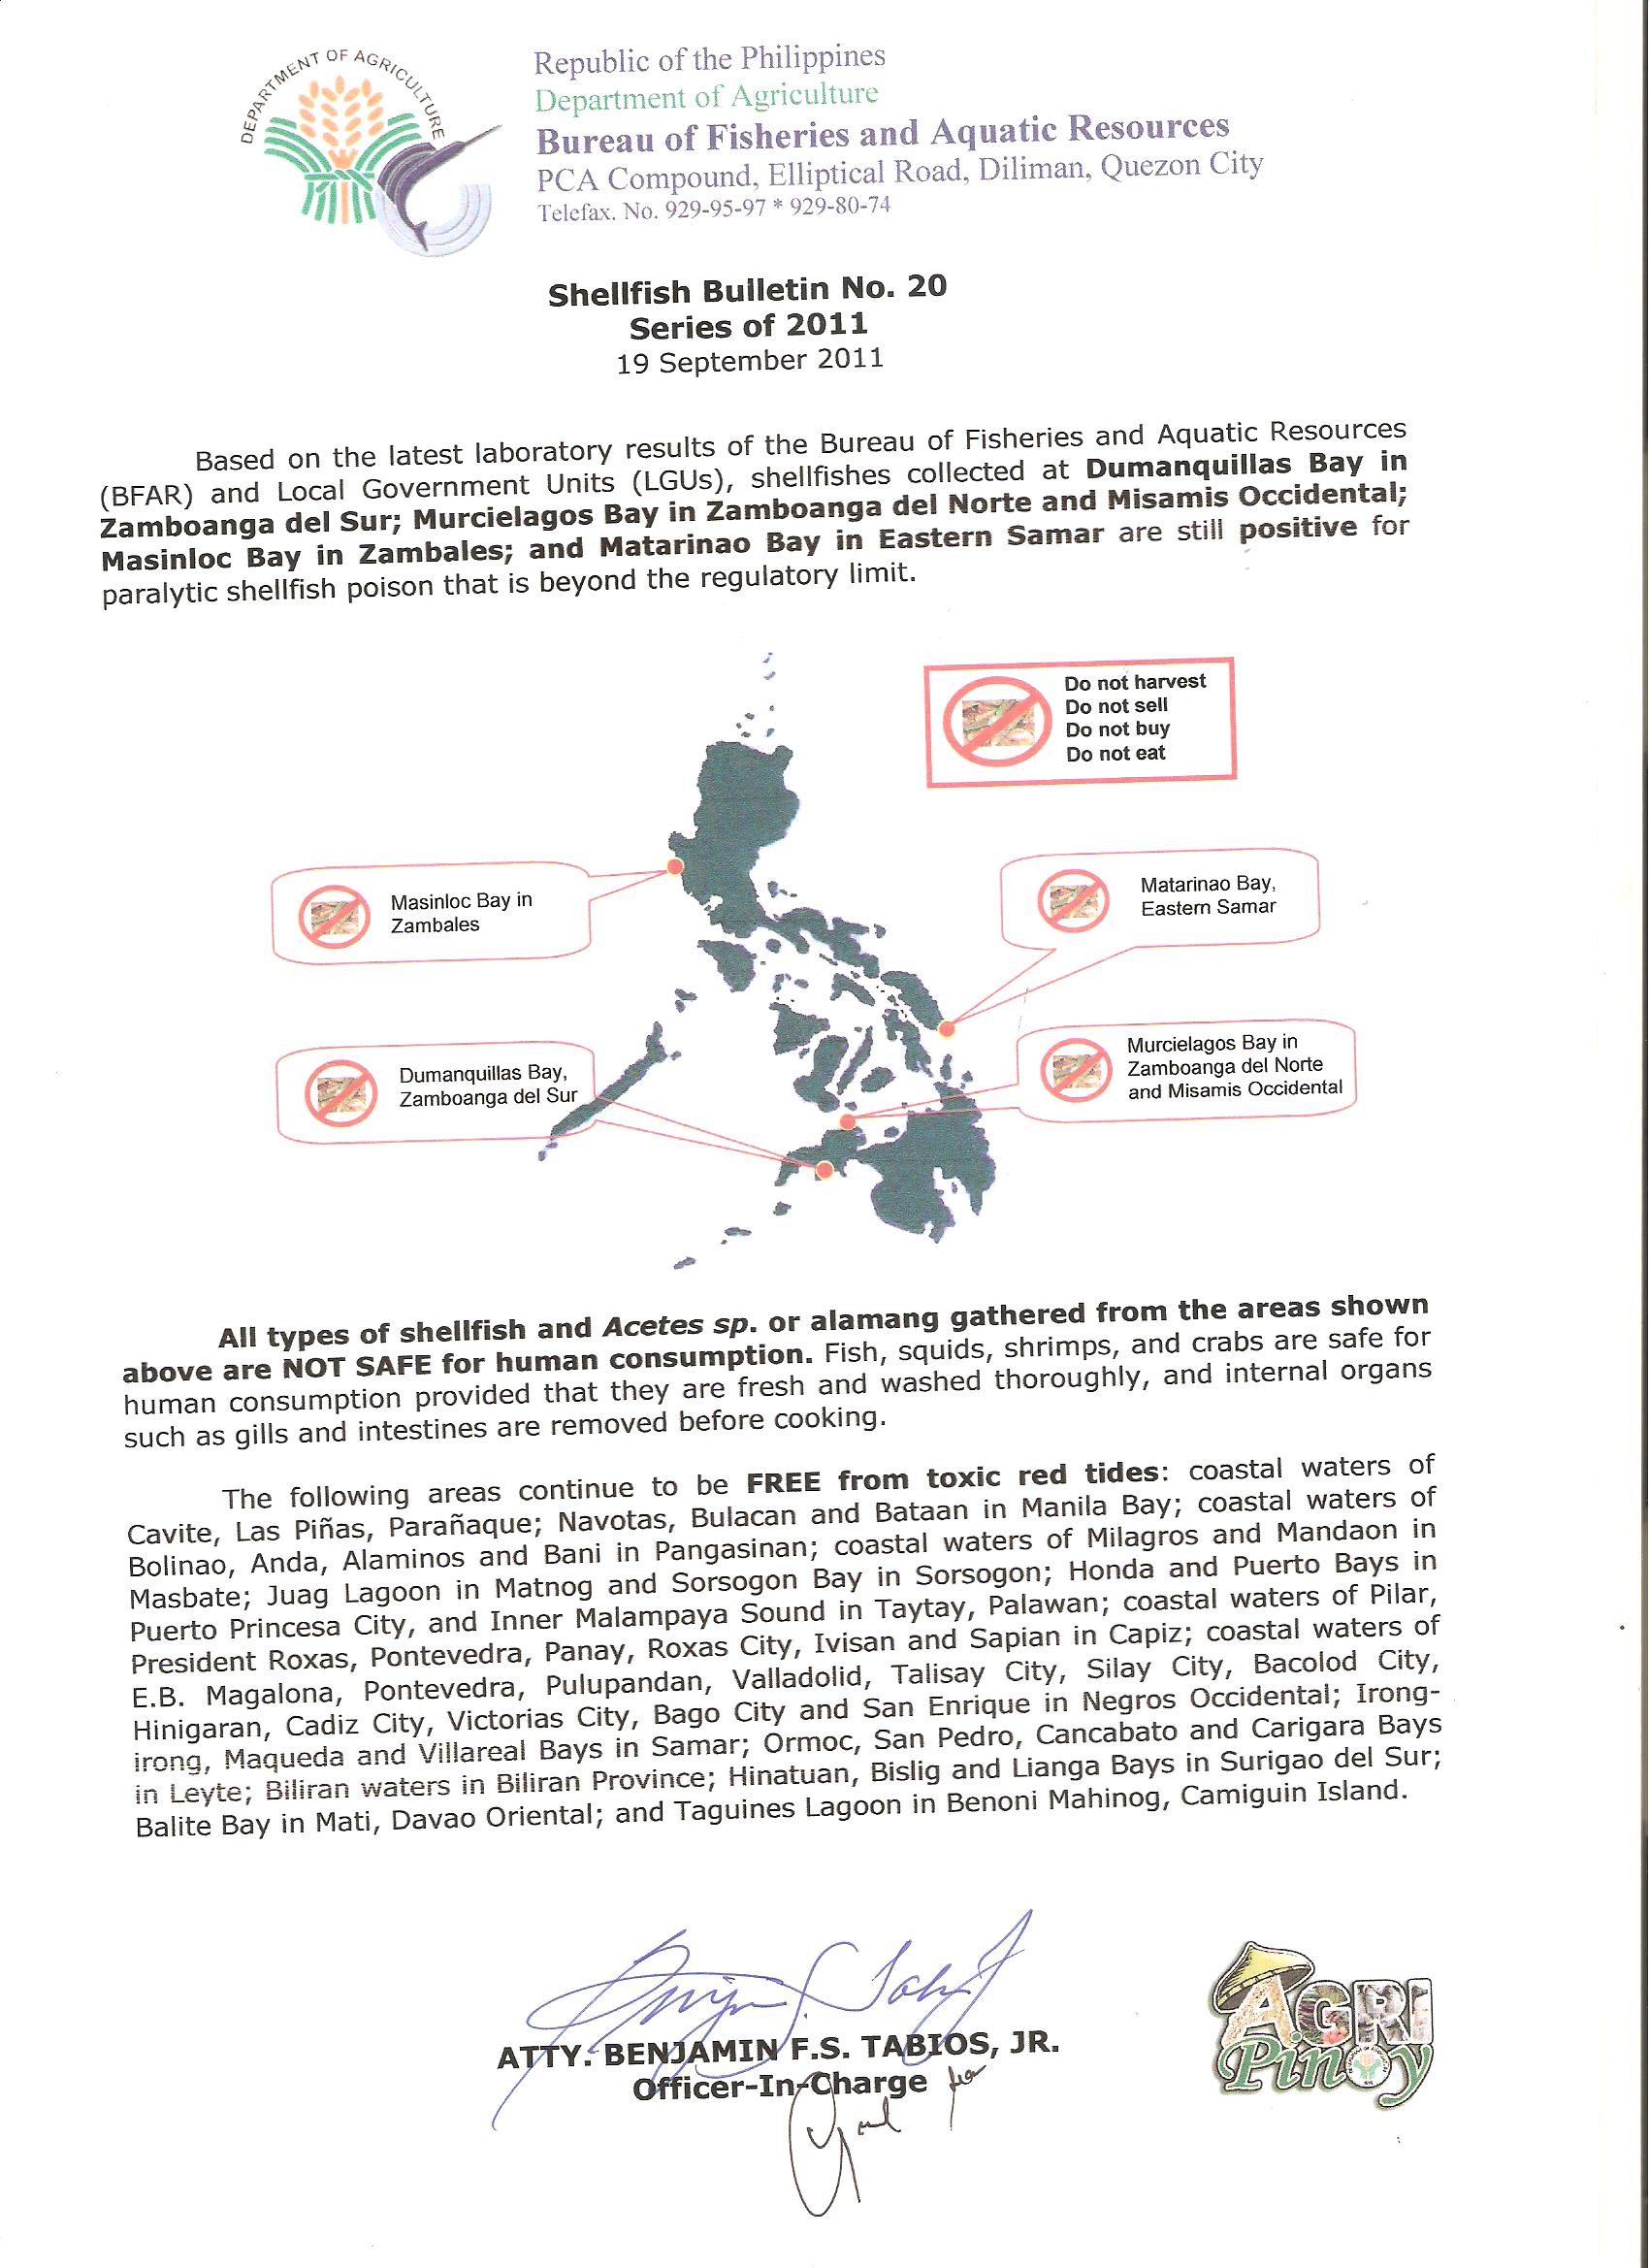 DEPARTMENT OF AGRICULTURE
Republic of the Philippines
Department of Agriculture
Bureau of Fisheries and Aquatic Resources
PCA Compound, Elliptical Road, Diliman, Quezon City
Telefax. No. 929-95-97 * 929-80-74
Shellfish Bulletin No. 20
Series of 2011
19 September 2011
Based on the latest laboratory results of the Bureau of Fisheries and Aquatic Resources
(BFAR) and Local Government Units (LGUs), shellfishes collected at Dumanquillas Bay in
Zamboanga del Sur; Murcielagos Bay in Zamboanga del Norte and Misamis Occidental;
Masinloc Bay in Zambales; and Matarinao Bay in Eastern Samar are still positive for
paralytic shellfish poison that is beyond the regulatory limit.
Do not harvest
Do not sell
Do not buy
Do not eat
Masinloc Bay in
Zambales
Matarinao Bay,
Eastern Samar
Dumanquillas Bay,
Zamboanga del Sur
Murcielagos Bay in
Zamboanga del Norte
and Misamis Occidental
All types of shellfish and Acetes sp. or alamang gathered from the areas shown
above are NOT SAFE for human consumption. Fish, squids, shrimps, and crabs are safe for
human consumption provided that they are fresh and washed thoroughly, and internal organs
such as gills and intestines are removed before cooking.
The following areas continue to be FREE from toxic red tides: coastal waters of
Cavite, Las Piñas, Parañaque; Navotas, Bulacan and Bataan in Manila Bay; coastal waters of
Bolinao, Anda, Alaminos and Bani in Pangasinan; coastal waters of Milagros and Mandaon in
Masbate; Juag Lagoon in Matnog and Sorsogon Bay in Sorsogon; Honda and Puerto Bays in
Puerto Princesa City, and Inner Malampaya Sound in Taytay, Palawan; coastal waters of Pilar,
President Roxas, Pontevedra, Panay, Roxas City, Ivisan and Sapian in Capiz; coastal waters of
E.B. Magalona, Pontevedra, Pulupandan, Valladolid, Talisay City, Silay City, Bacolod City,
Hinigaran, Cadiz City, Victorias City, Bago City and San Enrique in Negros Occidental; Irong-
irong, Maqueda and Villareal Bays in Samar; Ormoc, San Pedro, Cancabato and Carigara Bays
in Leyte; Biliran waters in Biliran Province; Hinatuan, Bislig and Lianga Bays in Surigao del Sur;
Balite Bay in Mati, Davao Oriental; and Taguines Lagoon in Benoni Mahinog, Camiguin Island.
ATTY. BENJAMIN F.S. TABIOS, JR.
Officer-In-Charge
AGRI
Pinoy